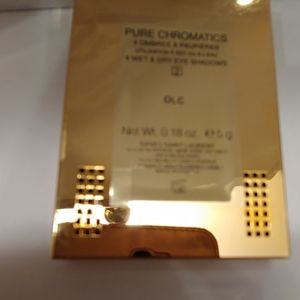 PURE CHROMATICS
4 OMBRES À PAUPIÈRES
UTILISATION À SEC OU À EAU
4 WET & DRY EYE SHADOWS
2
OLC
Net Wt. 0.18 oz. ℮ 5 g
YVES SAINT LAURENT